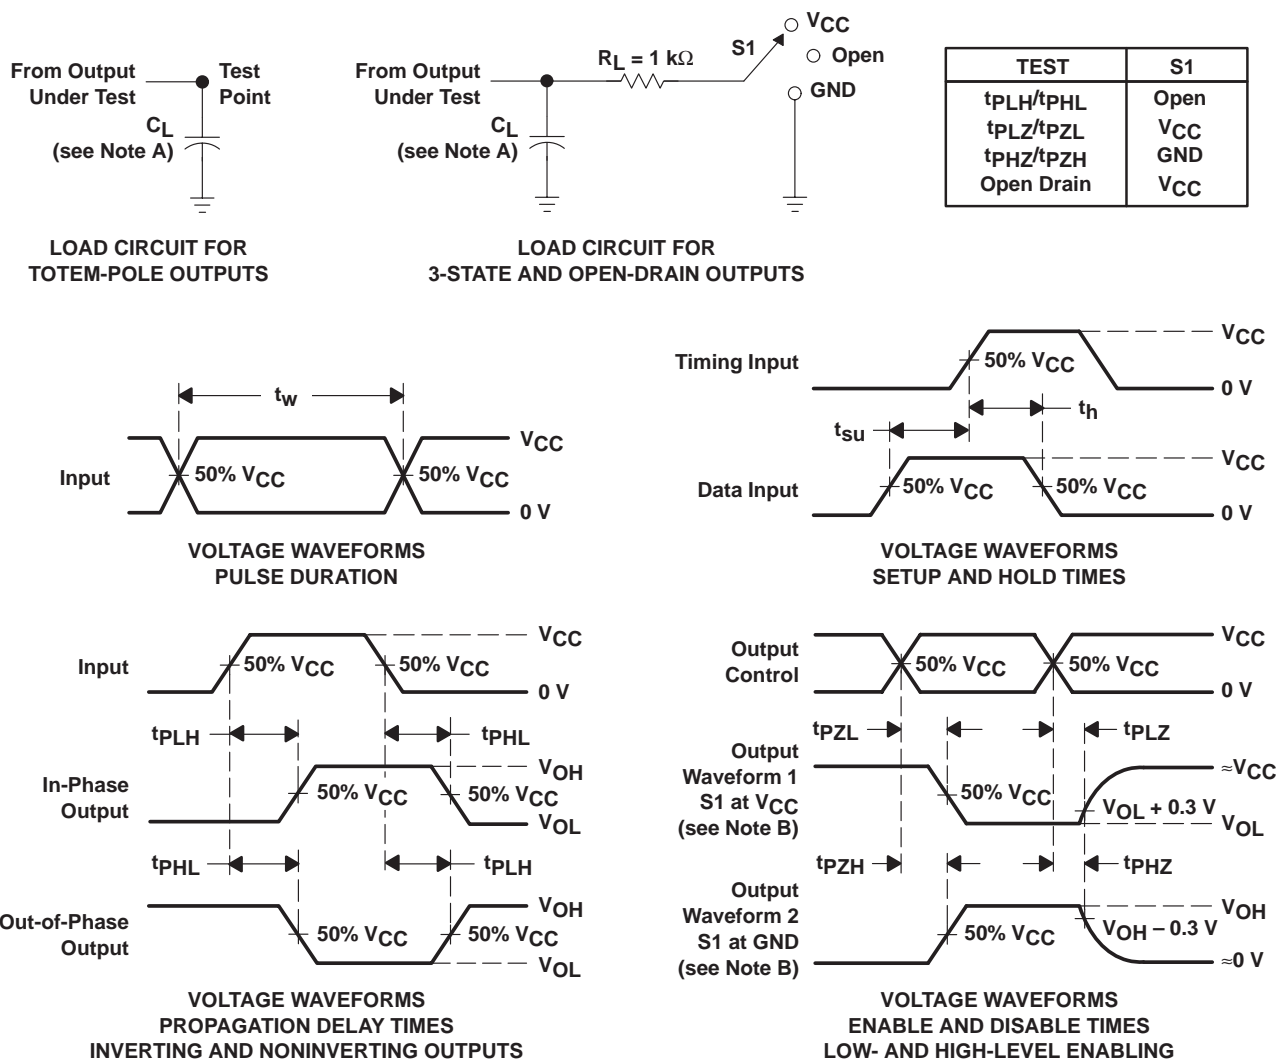 From Output
Under Test
Test
Point
CL
(see Note A)
LOAD CIRCUIT FOR
TOTEM-POLE OUTPUTS
From Output
Under Test
RL = 1 kΩ
S1
VCC
Open
GND
CL
(see Note A)
LOAD CIRCUIT FOR
3-STATE AND OPEN-DRAIN OUTPUTS
TEST S1
tPLH/tPHL Open
tPLZ/tPZL VCC
tPHZ/tPZH GND
Open Drain VCC
tw
Input
50% VCC
50% VCC
VCC
0 V
VOLTAGE WAVEFORMS
PULSE DURATION
Timing Input
50% VCC
VCC
0 V
th
tsu
Data Input
50% VCC
50% VCC
VCC
0 V
VOLTAGE WAVEFORMS
SETUP AND HOLD TIMES
Input
50% VCC
50% VCC
VCC
0 V
tPLH
tPHL
In-Phase
Output
50% VCC
50% VCC
VOH
VOL
tPHL
tPLH
Out-of-Phase
Output
50% VCC
50% VCC
VOH
VOL
VOLTAGE WAVEFORMS
PROPAGATION DELAY TIMES
INVERTING AND NONINVERTING OUTPUTS
Output
Control
50% VCC
50% VCC
VCC
0 V
tPZL
tPLZ
Output
Waveform 1
S1 at VCC
(see Note B)
50% VCC
VOL + 0.3 V
≈VCC
VOL
tPZH
tPHZ
Output
Waveform 2
S1 at GND
(see Note B)
50% VCC
VOH − 0.3 V
VOH
≈0 V
VOLTAGE WAVEFORMS
ENABLE AND DISABLE TIMES
LOW- AND HIGH-LEVEL ENABLING